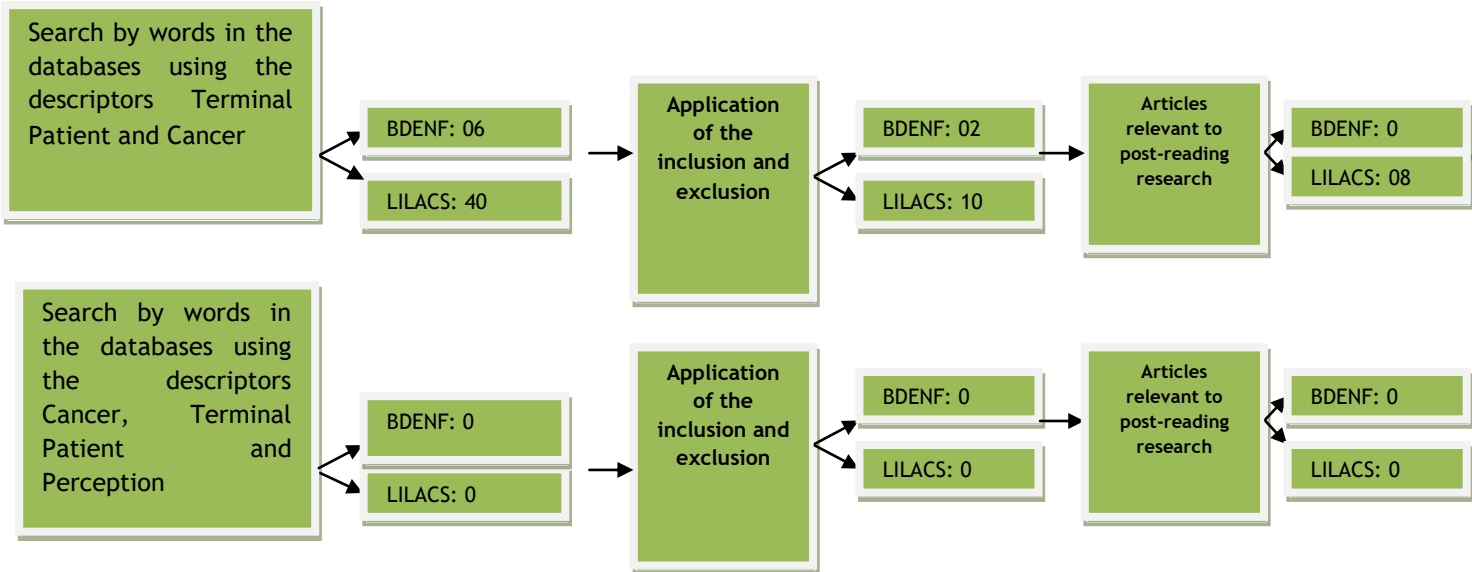 Search by words in the
databases using the
descriptors Terminal
Patient and Cancer
BDENF: 06
LILACS: 40
Application
of the
inclusion and
exclusion
BDENF: 02
LILACS: 10
Articles
relevant to
post-reading
research
BDENF: 0
LILACS: 08
Search by words in
the databases using
the descriptors
Cancer, Terminal
Patient and
Perception
BDENF: 0
LILACS: 0
Application
of the
inclusion and
exclusion
BDENF: 0
LILACS: 0
Articles
relevant to
post-reading
research
BDENF: 0
LILACS: 0